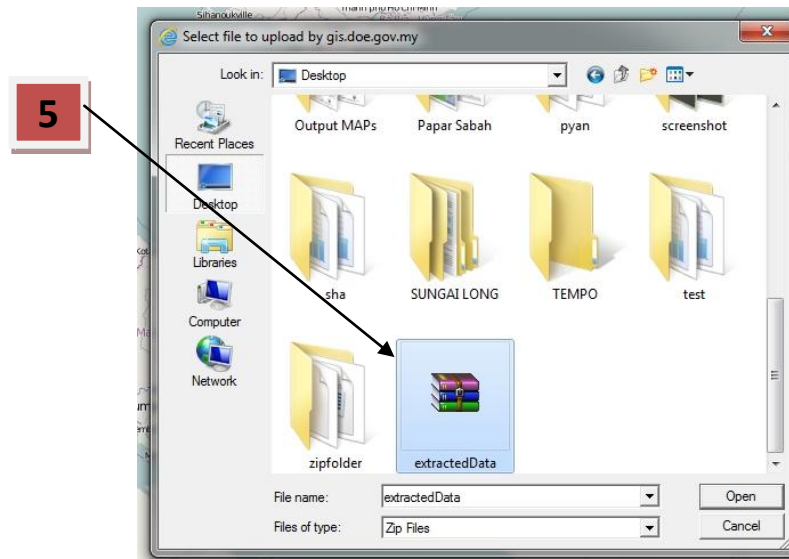 Sihanoukville
Select file to upload by gis.doe.gov.my
5
Look in:
Desktop
Recent Places
Desktop
Libraries
Computer
Network
Output MAPs
Papar Sabah
pyan
screenshot
sha
SUNGAI LONG
TEMPO
test
zipfolder
extractedData
File name:
extractedData
Open
Files of type:
Zip Files
Cancel